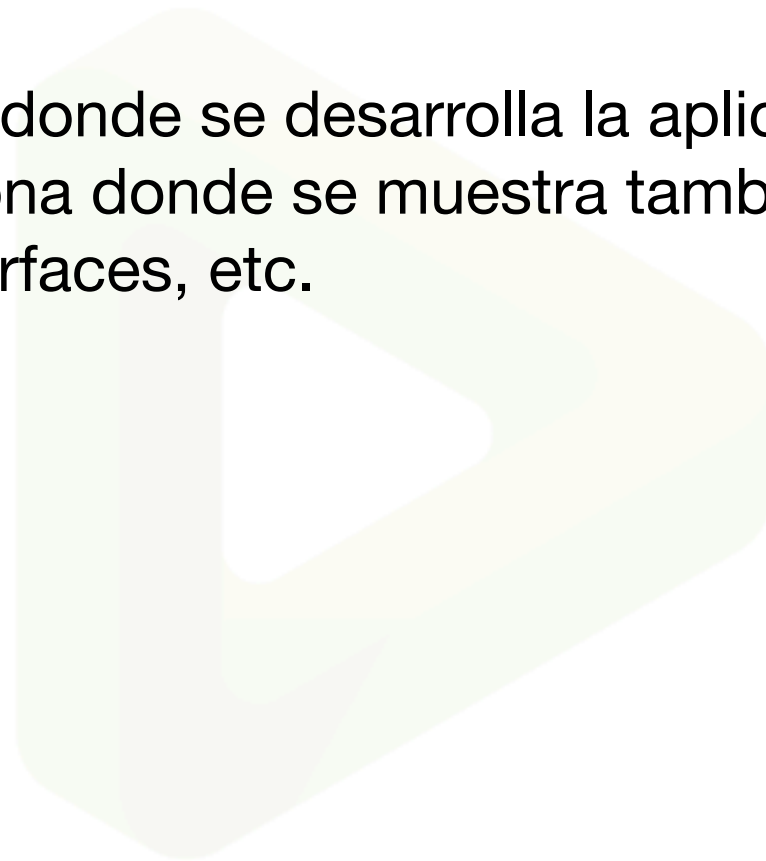 donde se desarrolla la aplic
na donde se muestra tamb
rfaces, etc.